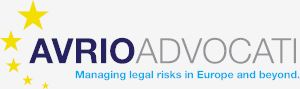 AVRIOADVOCATI
Managing legal risks in Europe and beyond.